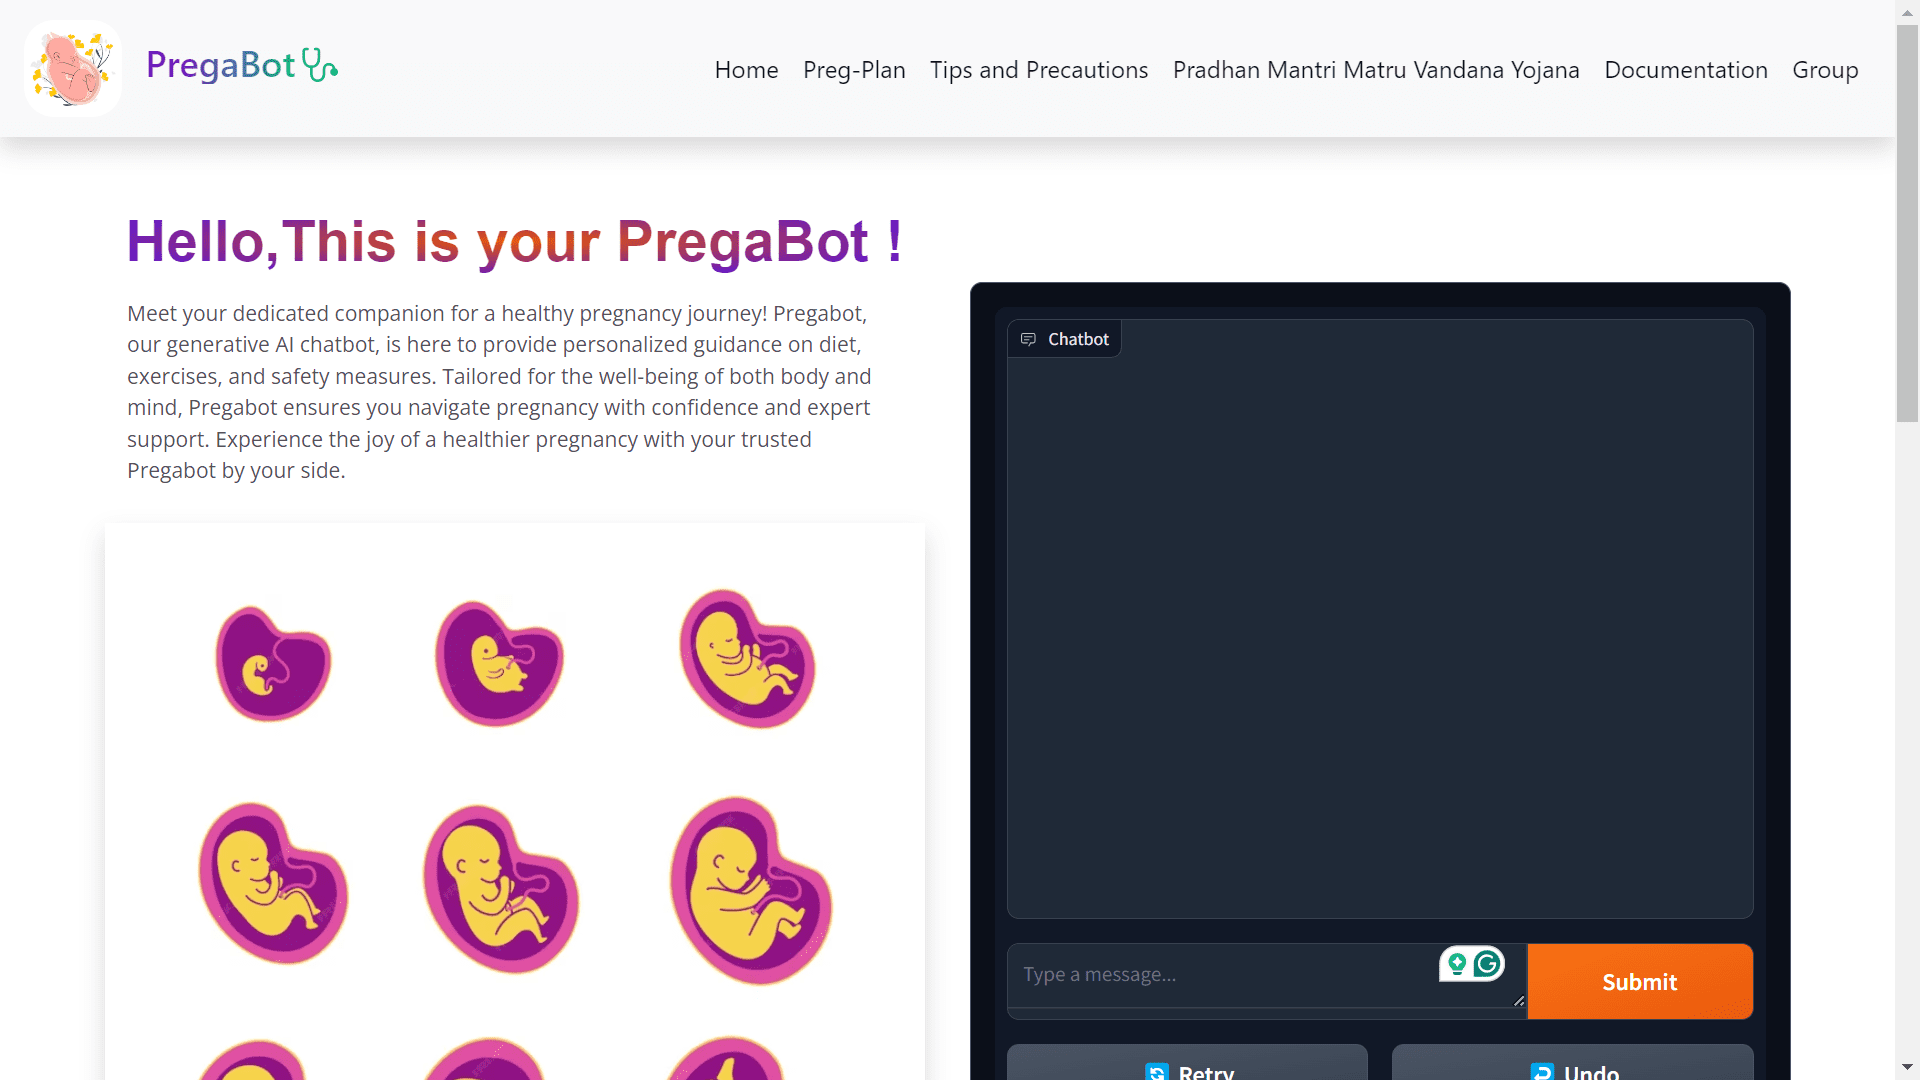 PregaBot
Home Preg-Plan Tips and Precautions Pradhan Mantri Matru Vandana Yojana Documentation Group
Hello,This is your PregaBot !
Meet your dedicated companion for a healthy pregnancy journey! Pregabot,
our generative AI chatbot, is here to provide personalized guidance on diet,
exercises, and safety measures. Tailored for the well-being of both body and
mind, Pregabot ensures you navigate pregnancy with confidence and expert
support. Experience the joy of a healthier pregnancy with your trusted
Pregabot by your side.
Chatbot
Type a message...
Submit
Retry
Undo